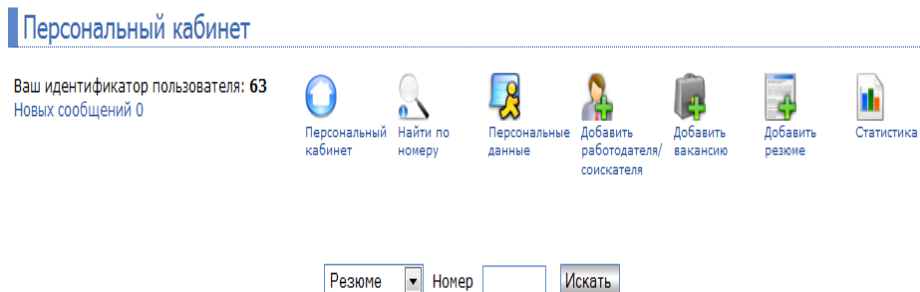 Персональный кабинет
Ваш идентификатор пользователя: 63
Новых сообщений 0
Персональный
кабинет
Найти по
номеру
Персональные
данные
Добавить
работодателя/
соискателя
Добавить
вакансию
Добавить
резюме
Статистика
Резюме Номер Искать